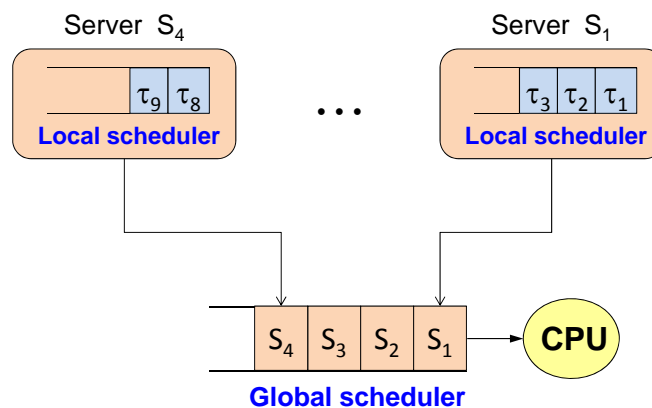 Server S₄ Server S₁
τ₉ τ₈ ... τ₃ τ₂ τ₁
Local scheduler Local scheduler
S₄ S₃ S₂ S₁ CPU
Global scheduler